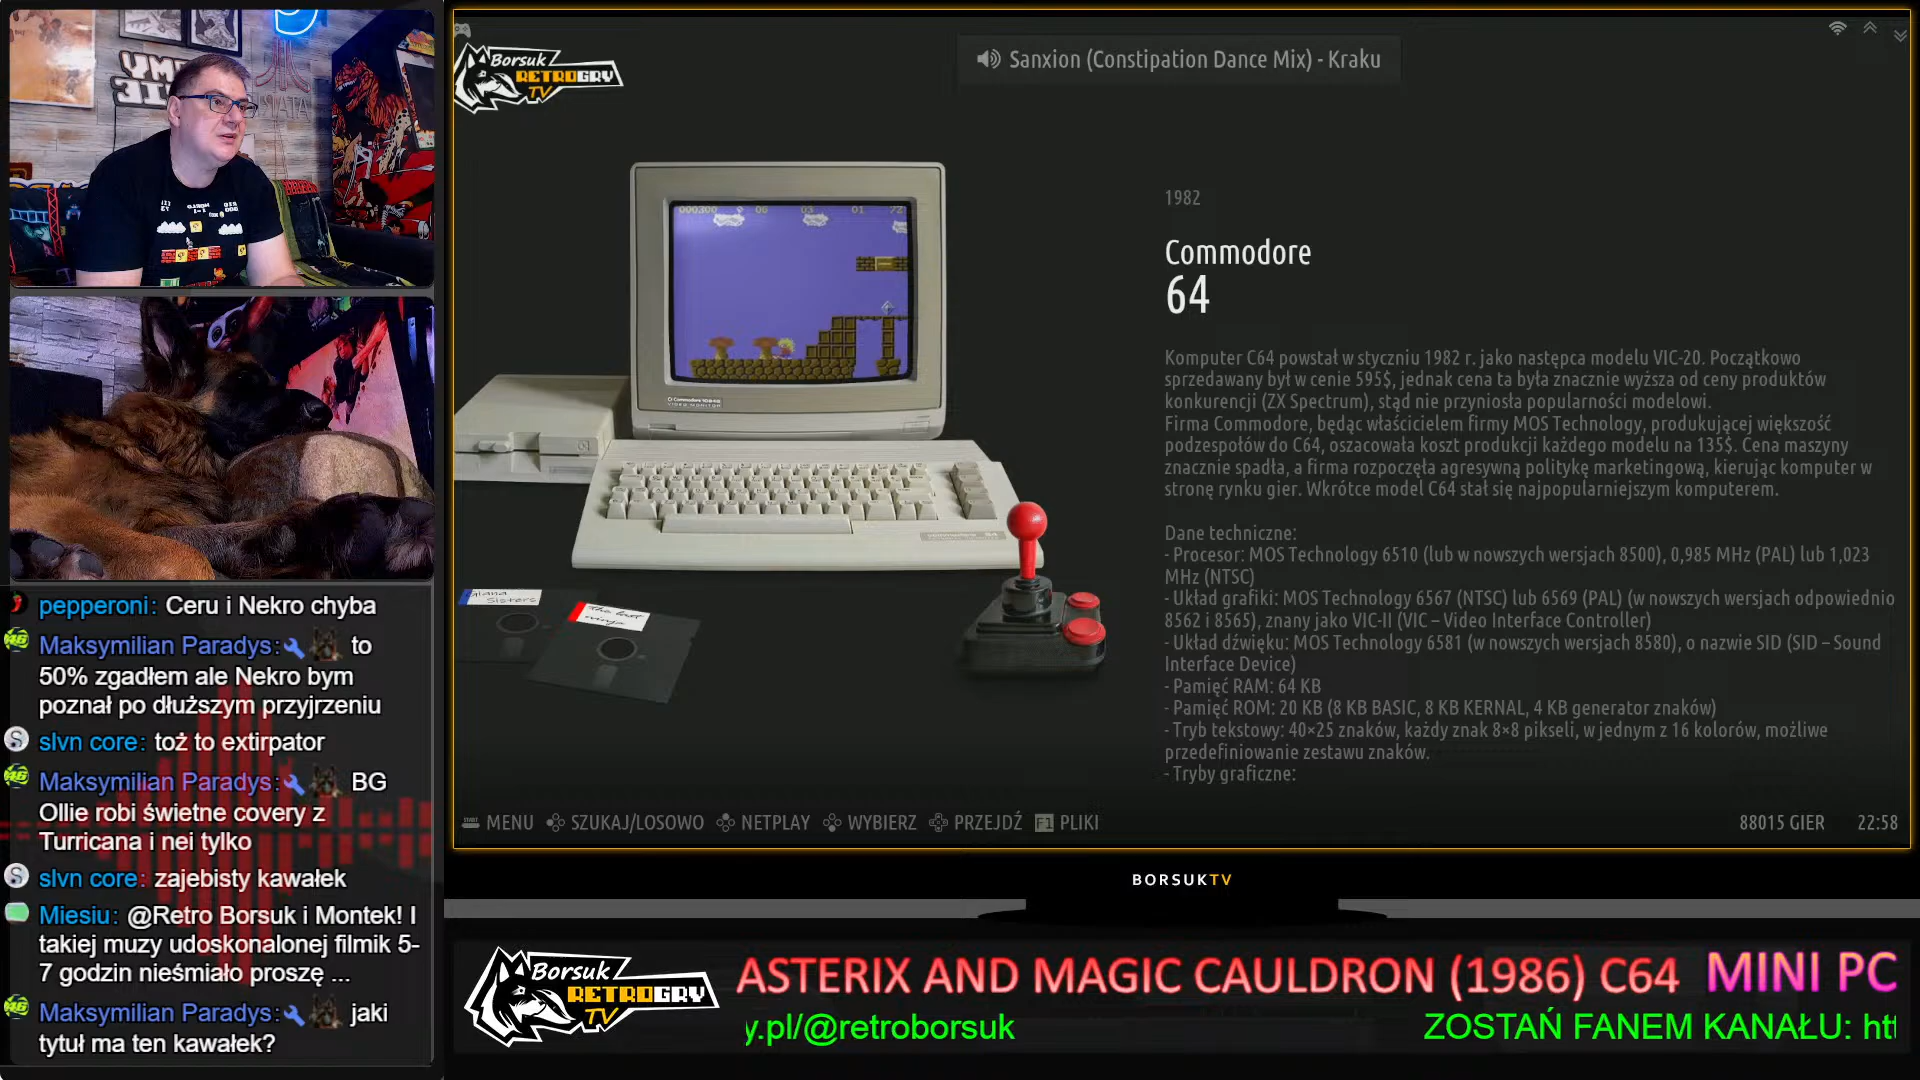 Borsuk
RETROGRY
TV
Sanxion (Constipation Dance Mix) - Kraku
1982
Commodore
64
Komputer C64 powstał w styczniu 1982 r. jako następca modelu VIC-20. Początkowo
sprzedawany był w cenie 595$, jednak cena ta była znacznie wyższa od ceny produktów
konkurencji (ZX Spectrum), stąd nie przyniosła popularności modelowi.
Firma Commodore, będąc właścicielem firmy MOS Technology, produkującej większość
podzespołów do C64, oszacowała koszt produkcji każdego modelu na 135$. Cena maszyny
znacznie spadła, a firma rozpoczęła agresywną politykę marketingową, kierując komputer w
stronę rynku gier. Wkrótce model C64 stał się najpopularniejszym komputerem.
Dane techniczne:
- Procesor: MOS Technology 6510 (lub w nowszych wersjach 8500), 0,985 MHz (PAL) lub 1,023
MHz (NTSC)
- Układ grafiki: MOS Technology 6567 (NTSC) lub 6569 (PAL) (w nowszych wersjach odpowiednio
8562 i 8565), znany jako VIC-II (VIC – Video Interface Controller)
- Układ dźwięku: MOS Technology 6581 (w nowszych wersjach 8580), o nazwie SID (SID – Sound
Interface Device)
- Pamięć RAM: 64 KB
- Pamięć ROM: 20 KB (8 KB BASIC, 8 KB KERNAL, 4 KB generator znaków)
- Tryb tekstowy: 40×25 znaków, każdy znak 8×8 pikseli, w jednym z 16 kolorów, możliwe
przedefiniowanie zestawu znaków.
- Tryby graficzne:
000300 06 03 01 72
Giana
Sisters
The last
ninja
START MENU SZUKAJ/LOSOWO NETPLAY WYBIERZ PRZEJDŹ F1 PLIKI
88015 GIER 22:58
pepperoni: Ceru i Nekro chyba
Maksymilian Paradys: to
50% zgadłem ale Nekro bym
poznał po dłuższym przyjrzeniu
slvn core: toż to extirpator
Maksymilian Paradys: BG
Ollie robi świetne covery z
Turricana i nei tylko
slvn core: zajebisty kawałek
Miesiu: @Retro Borsuk i Montek! I
takiej muzy udoskonalonej filmik 5-
7 godzin nieśmiało proszę ...
Maksymilian Paradys: jaki
tytuł ma ten kawałek?
BORSUKTV
Borsuk
RETROGRY
TV
ASTERIX AND MAGIC CAULDRON (1986) C64 MINI PC
y.pl/@retroborsuk
ZOSTAŃ FANEM KANAŁU: htt